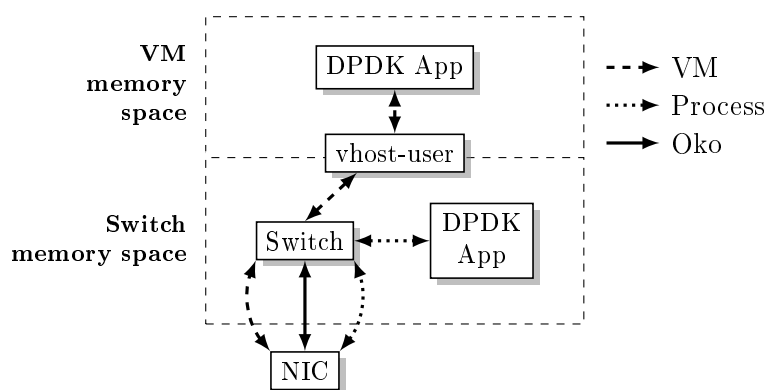 VM
memory
space
DPDK App
vhost-user
VM
Process
Oko
Switch
memory space
Switch
DPDK
App
NIC